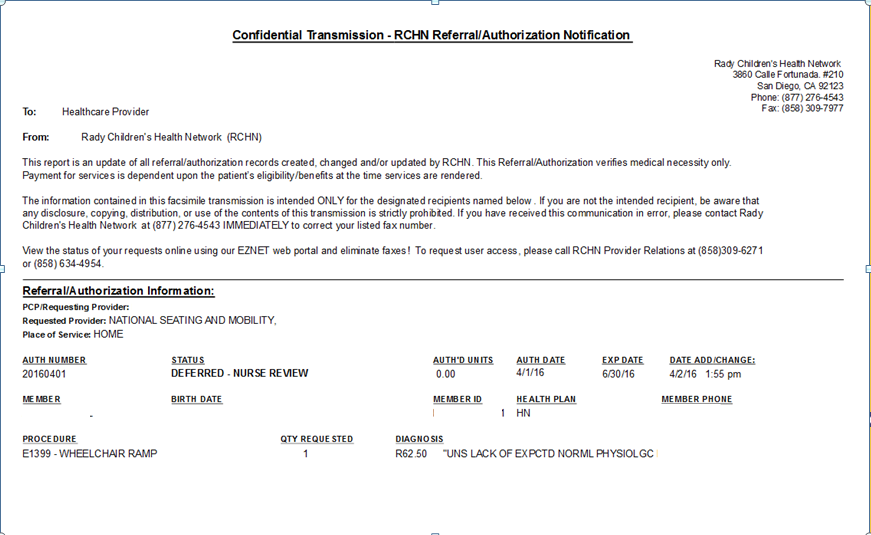 Confidential Transmission - RCHN Referral/Authorization Notification
Rady Children's Health Network
3860 Calle Fortunada. #210
San Diego, CA 92123
Phone: (877) 276-4543
Fax: (858) 309-7977
To: Healthcare Provider
From: Rady Children's Health Network (RCHN)
This report is an update of all referral/authorization records created, changed and/or updated by RCHN. This Referral/Authorization verifies medical necessity only.
Payment for services is dependent upon the patient's eligibility/benefits at the time services are rendered.
The information contained in this facsimile transmission is intended ONLY for the designated recipients named below . If you are not the intended recipient, be aware that
any disclosure, copying, distribution, or use of the contents of this transmission is strictly prohibited. If you have received this communication in error, please contact Rady
Children's Health Network at (877) 276-4543 IMMEDIATELY to correct your listed fax number.
View the status of your requests online using our EZNET web portal and eliminate faxes! To request user access, please call RCHN Provider Relations at (858)309-6271
or (858) 634-4954.
Referral/Authorization Information:
PCP/Requesting Provider:
Requested Provider: NATIONAL SEATING AND MOBILITY,
Place of Service: HOME
AUTH NUMBER STATUS AUTH'D UNITS AUTH DATE EXP DATE DATE ADD/CHANGE:
20160401 DEFERRED - NURSE REVIEW 0.00 4/1/16 6/30/16 4/2/16 1:55 pm
MEMBER BIRTH DATE MEMBER ID HEALTH PLAN MEMBER PHONE
- 1 HN
PROCEDURE QTY REQUESTED DIAGNOSIS
E1399 - WHEELCHAIR RAMP 1 R62.50 "UNS LACK OF EXPCTD NORML PHYSIOLGC